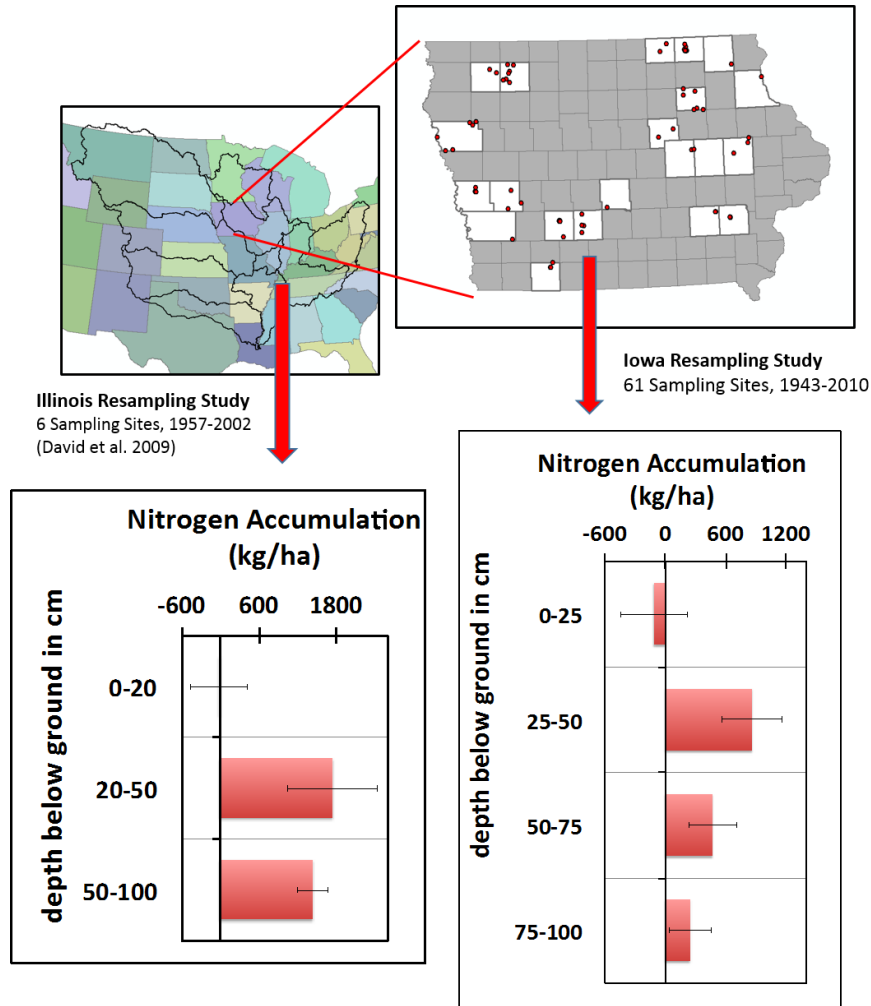 Iowa Resampling Study
61 Sampling Sites, 1943-2010
Illinois Resampling Study
6 Sampling Sites, 1957-2002
(David et al. 2009)
Nitrogen Accumulation
(kg/ha)
-600 600 1800
depth below ground in cm
0-20
20-50
50-100
Nitrogen Accumulation
(kg/ha)
-600 0 600 1200
depth below ground in cm
0-25
25-50
50-75
75-100